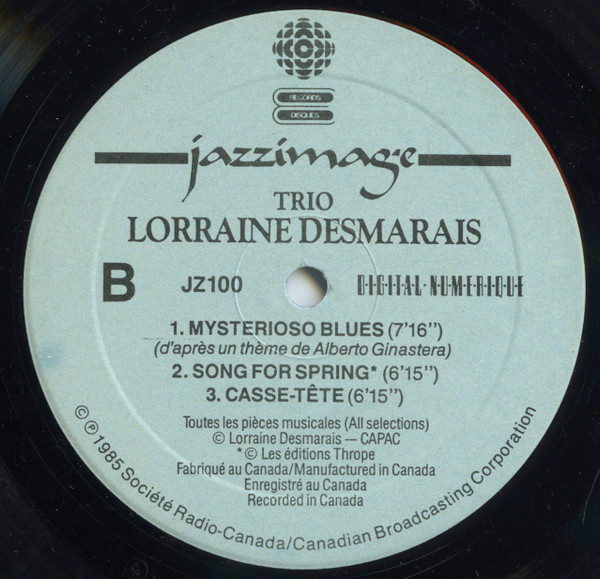 RECORDS
DISQUES
jazzimage
TRIO
LORRAINE DESMARAIS
B JZ100 DIGITAL·NUMERIQUE
1. MYSTERIOSO BLUES (7'16'')
(d'après un thème de Alberto Ginastera)
2. SONG FOR SPRING* (6'15'')
3. CASSE-TÊTE (6'15'')
Toutes les pièces musicales (All selections)
© Lorraine Desmarais — CAPAC
*© Les éditions Thrope
Fabriqué au Canada/Manufactured in Canada
Enregistré au Canada
Recorded in Canada
©℗1985 Société Radio-Canada/Canadian Broadcasting Corporation